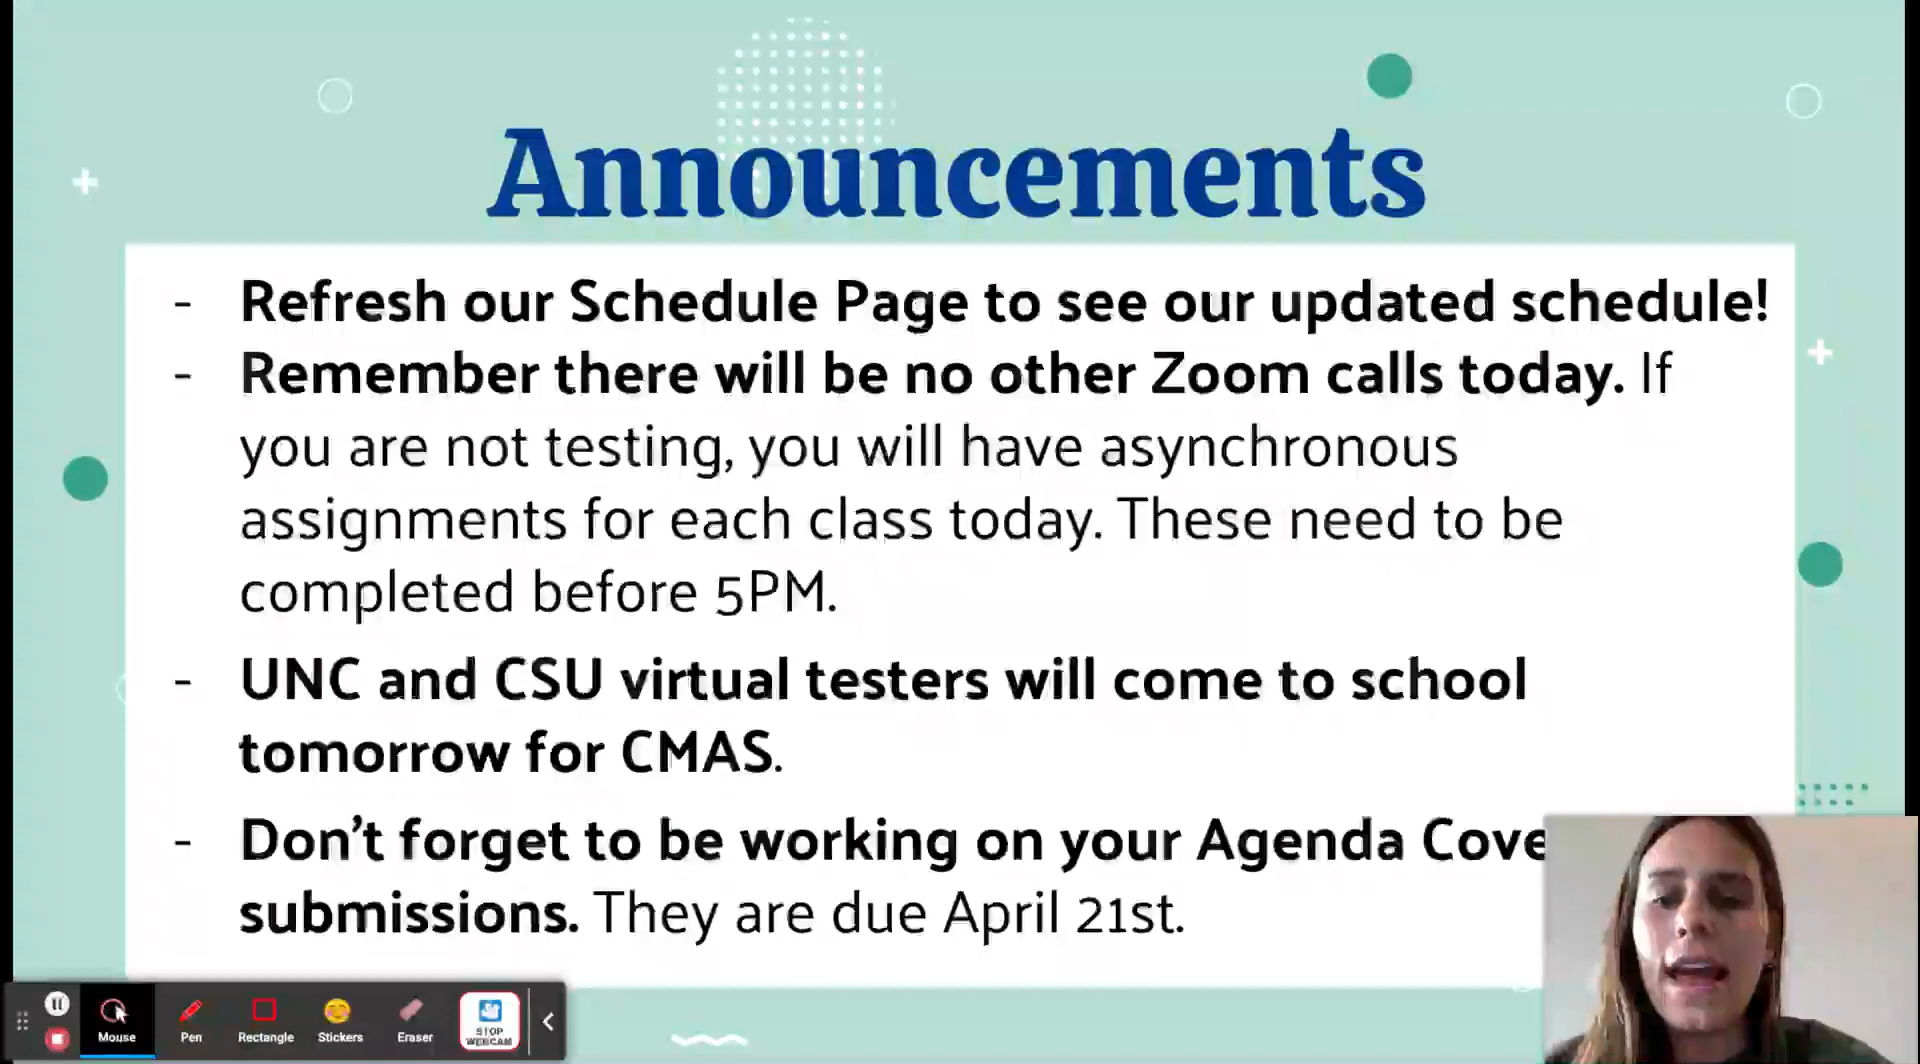 Announcements
- Refresh our Schedule Page to see our updated schedule!
- Remember there will be no other Zoom calls today. If
you are not testing, you will have asynchronous
assignments for each class today. These need to be
completed before 5PM.
- UNC and CSU virtual testers will come to school
tomorrow for CMAS.
- Don't forget to be working on your Agenda Cove
submissions. They are due April 21st.
Mouse Pen Rectangle Stickers Eraser STOP
WEBCAM